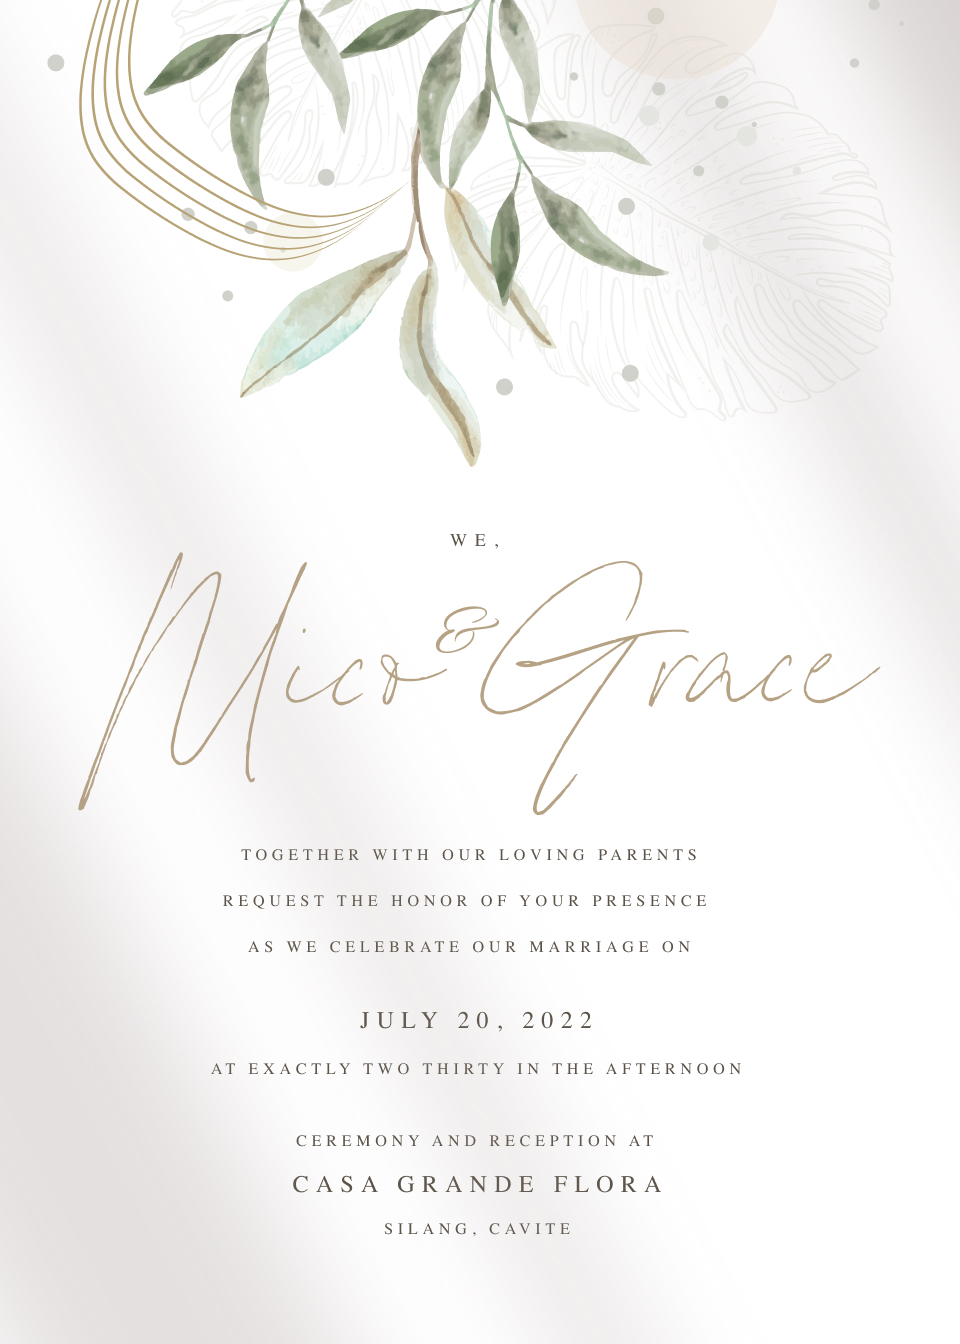 WE,
Mico & Grace
TOGETHER WITH OUR LOVING PARENTS
REQUEST THE HONOR OF YOUR PRESENCE
AS WE CELEBRATE OUR MARRIAGE ON
JULY 20, 2022
AT EXACTLY TWO THIRTY IN THE AFTERNOON
CEREMONY AND RECEPTION AT
CASA GRANDE FLORA
SILANG, CAVITE